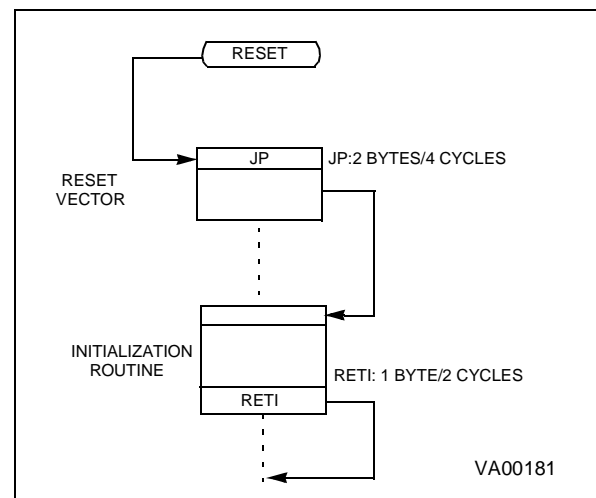 RESET
JP
JP:2 BYTES/4 CYCLES
RESET
VECTOR
INITIALIZATION
ROUTINE
RETI: 1 BYTE/2 CYCLES
RETI
VA00181